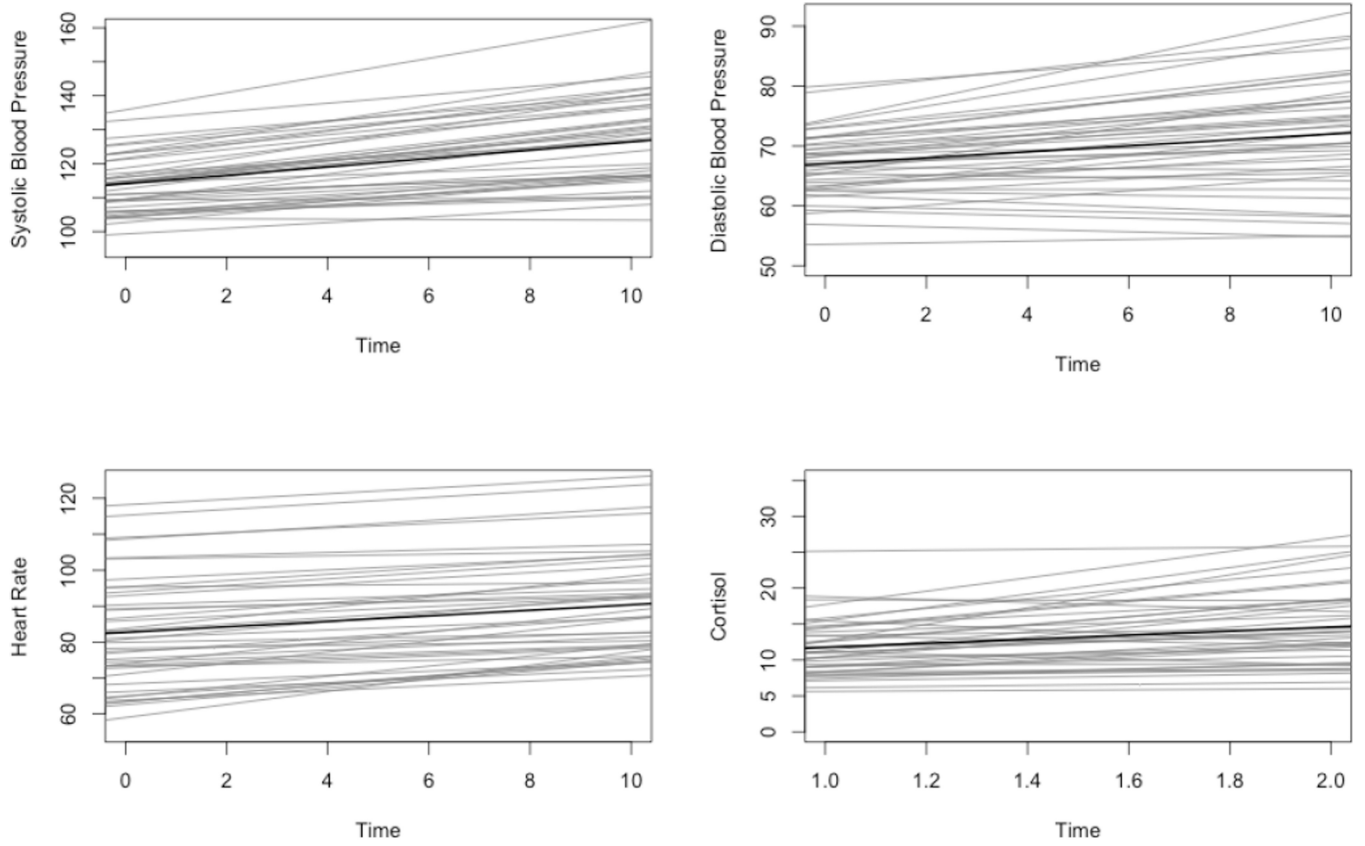 Systolic Blood Pressure
160
140
120
100
0 2 4 6 8 10
Time
Diastolic Blood Pressure
90
80
70
60
50
0 2 4 6 8 10
Time
Heart Rate
120
100
80
60
0 2 4 6 8 10
Time
Cortisol
30
20
10
5
0
1.0 1.2 1.4 1.6 1.8 2.0
Time